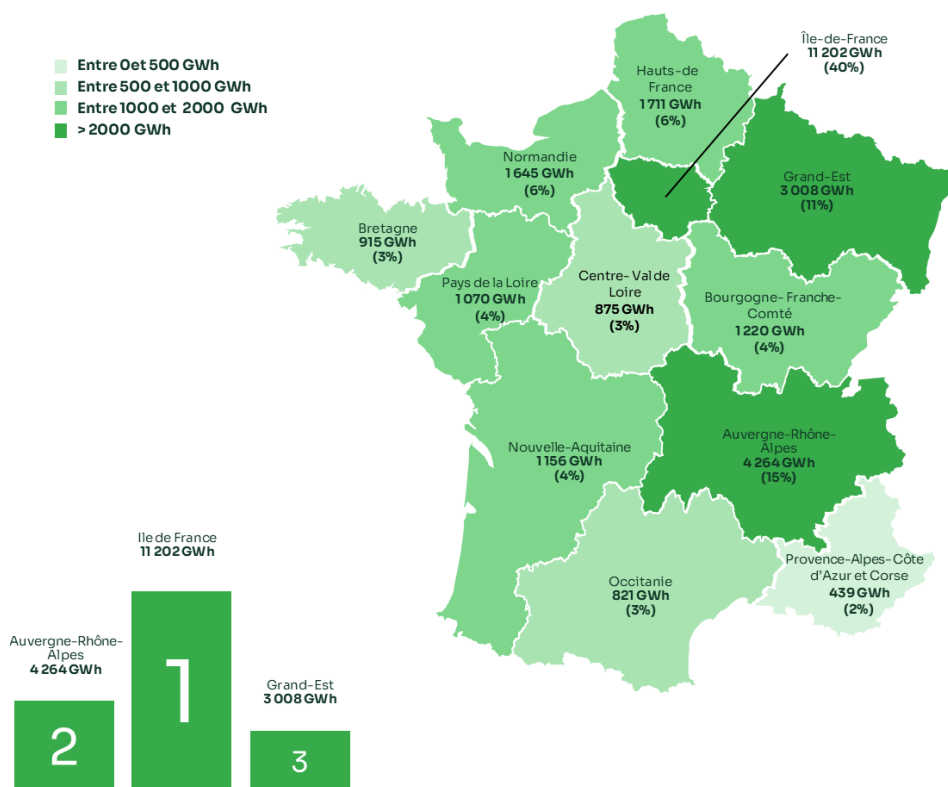 Entre 0et 500 GWh
Entre 500 et 1000 GWh
Entre 1000 et 2000 GWh
> 2000 GWh
Île-de-France
11 202 GWh
(40%)
Hauts-de
France
1 711 GWh
(6%)
Normandie
1 645 GWh
(6%)
Grand-Est
3 008 GWh
(11%)
Bretagne
915 GWh
(3%)
Pays de la Loire
1 070 GWh
(4%)
Centre-Val de
Loire
875 GWh
(3%)
Bourgogne-Franche-
Comté
1 220 GWh
(4%)
Nouvelle-Aquitaine
1 156 GWh
(4%)
Auvergne-Rhône-
Alpes
4 264 GWh
(15%)
Provence-Alpes-Côte
d'Azur et Corse
439 GWh
(2%)
Occitanie
821 GWh
(3%)
Ile de France
11 202 GWh
1
Auvergne-Rhône-
Alpes
4 264 GWh
2
Grand-Est
3 008 GWh
3